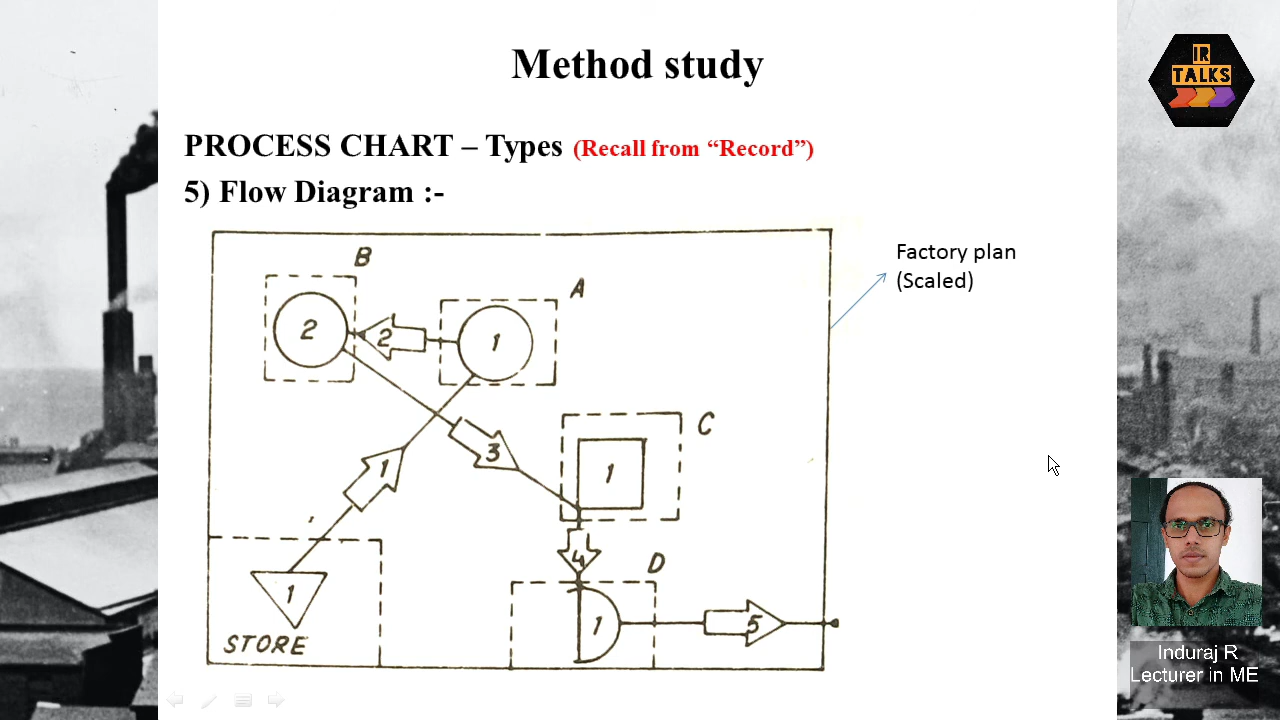 Method study
IR
TALKS
PROCESS CHART – Types (Recall from “Record”)
5) Flow Diagram :-
Factory plan
(Scaled)
B
A
2
2
1
C
3
1
1
4
D
1
1
5
STORE
Induraj R
Lecturer in ME